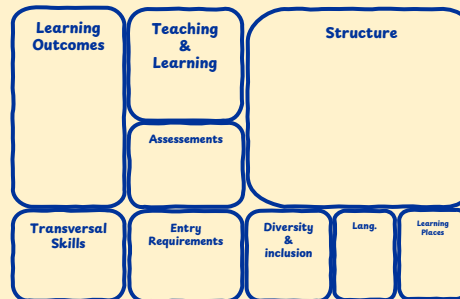 Learning
Outcomes
Teaching
&
Learning
Structure
Assessements
Transversal
Skills
Entry
Requirements
Diversity
&
inclusion
Lang.
Learning
Places